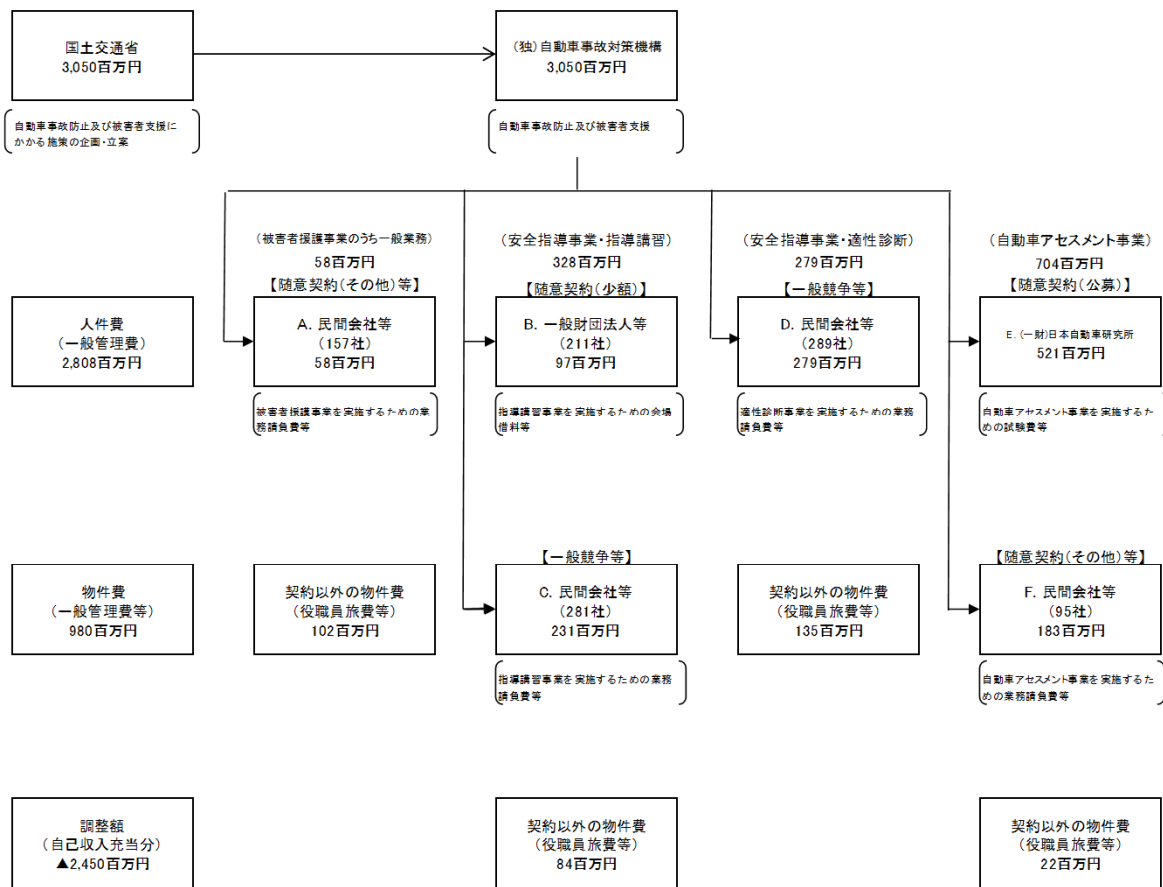 国土交通省
3,050百万円
（独）自動車事故対策機構
3,050百万円
自動車事故防止及び被害者支援に
かかる施策の企画・立案
自動車事故防止及び被害者支援
（被害者援護事業のうち一般業務）
58百万円
【随意契約（その他）等】
（安全指導事業・指導講習）
328百万円
【随意契約（少額）】
（安全指導事業・適性診断）
279百万円
【一般競争等】
（自動車アセスメント事業）
704百万円
【随意契約（公募）】
人件費
（一般管理費）
2,808百万円
A. 民間会社等
（157社）
58百万円
B. 一般財団法人等
（211社）
97百万円
D. 民間会社等
（289社）
279百万円
E. （一財）日本自動車研究所
521百万円
被害者援護事業を実施するための業
務請負費等
指導講習事業を実施するための会場
借料等
適性診断事業を実施するための業務
請負費等
自動車アセスメント事業を実施するた
めの試験費等
【一般競争等】
【随意契約（その他）等】
物件費
（一般管理費等）
980百万円
契約以外の物件費
（役職員旅費等）
102百万円
C. 民間会社等
（281社）
231百万円
契約以外の物件費
（役職員旅費等）
135百万円
F. 民間会社等
（95社）
183百万円
指導講習事業を実施するための業務
請負費等
自動車アセスメント事業を実施するた
めの業務請負費等
調整額
（自己収入充当分）
▲2,450百万円
契約以外の物件費
（役職員旅費等）
84百万円
契約以外の物件費
（役職員旅費等）
22百万円